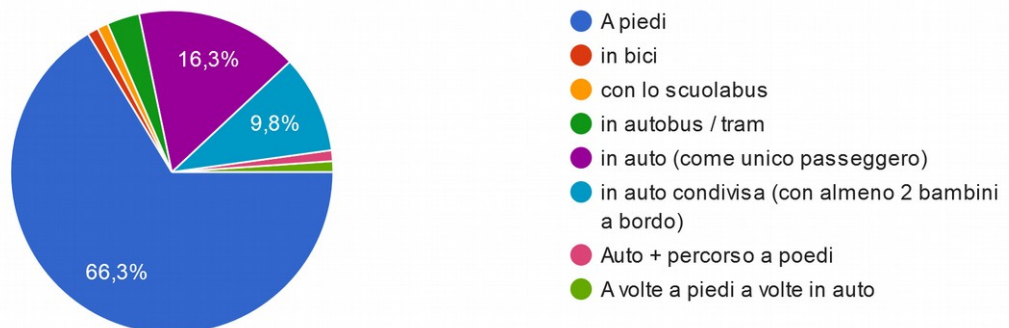 16,3%
9,8%
66,3%
A piedi
in bici
con lo scuolabus
in autobus / tram
in auto (come unico passeggero)
in auto condivisa (con almeno 2 bambini
a bordo)
Auto + percorso a poedi
A volte a piedi a volte in auto